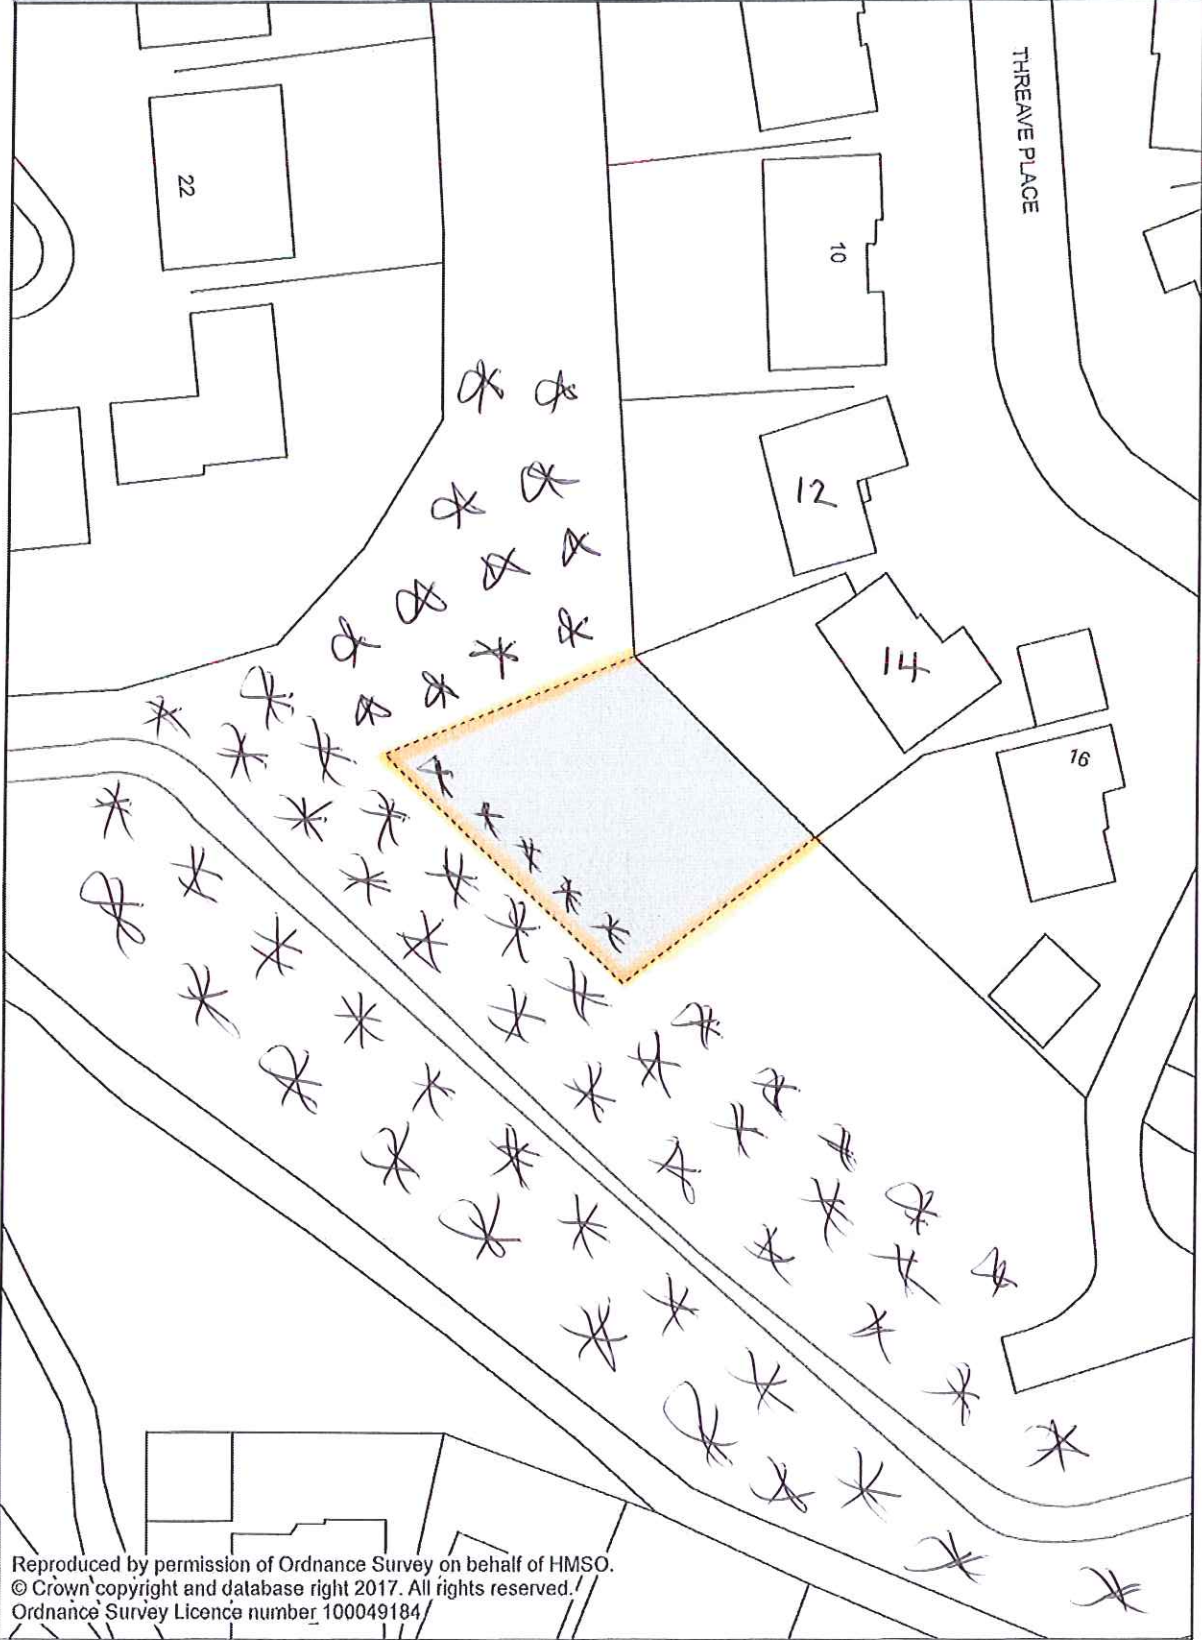 THREAVE PLACE
22
10
12
14
16
Reproduced by permission of Ordnance Survey on behalf of HMSO.
© Crown copyright and database right 2017. All rights reserved.
Ordnance Survey Licence number 100049184